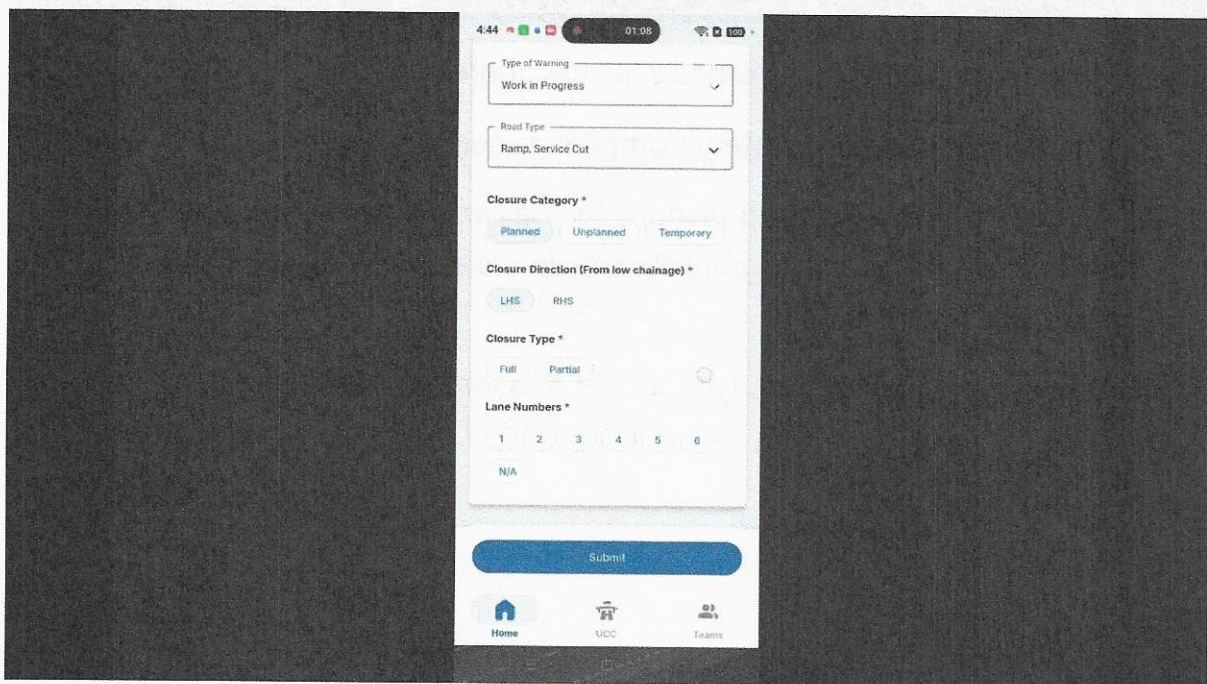 4:44 01:08 100
Type of Warning
Work in Progress
Road Type
Ramp, Service Cut
Closure Category *
Planned Unplanned Temporary
Closure Direction (From low chainage) *
LHS RHS
Closure Type *
Full Partial
Lane Numbers *
1 2 3 4 5 6
N/A
Submit
Home UCC Teams